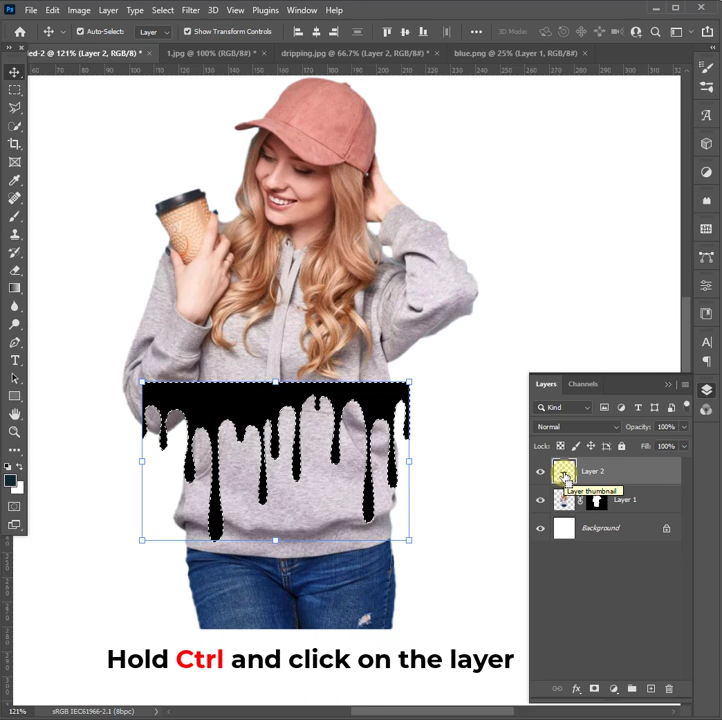 Ps File Edit Image Layer Type Select Filter 3D View Plugins Window Help
Auto-Select: Layer Show Transform Controls 3D Mode:
ed-2 @ 121% (Layer 2, RGB/8) * 1.jpg @ 100% (RGB/8#) * dripping.jpg @ 66.7% (Layer 2, RGB/8#) * blue.png @ 25% (Layer 1, RGB/8#)
Layers Channels
Kind
Normal Opacity: 100%
Lock: Fill: 100%
Layer 2
Layer thumbnail
Layer 1
Background
Hold Ctrl and click on the layer
121% sRGB IEC61966-2.1 (8bpc)